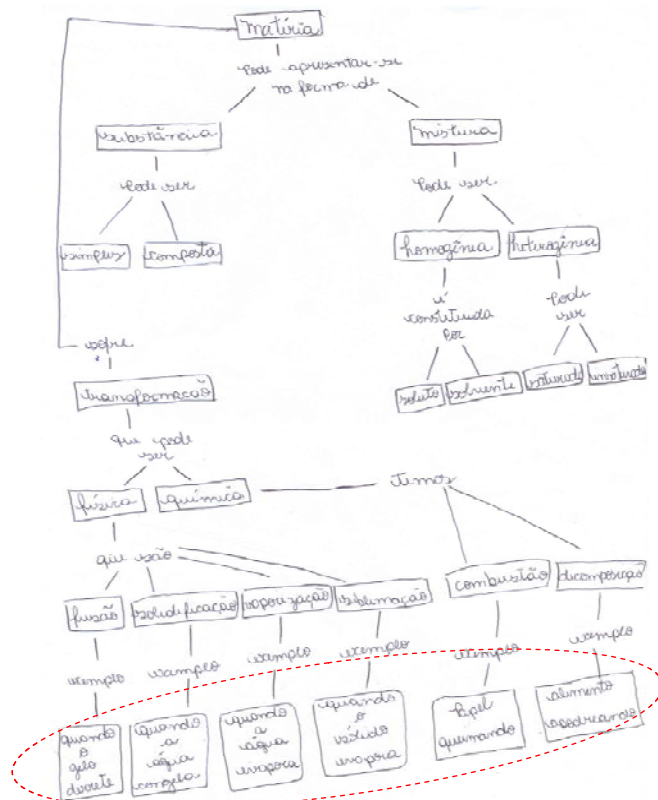 matéria
Pode apresentar-se
na forma de
substância
mistura
Pode ser
Pode ser
simples
composta
homogênia
heterogênia
é
constituida
por
Pode
ser
soluto
solvente
saturada
sofre
transformação
que pode
ser
física
química
temos
que são
fusão
solidificação
vaporização
sublimação
combustão
decomposição
exemplo
exemplo
exemplo
exemplo
exemplo
exemplo
quando
o
gelo
derrete
quando
a
água
congela
quando
a
água
evapora
quando
o
sólido
evapora
Papel
queimando
alimento
apodrecendo